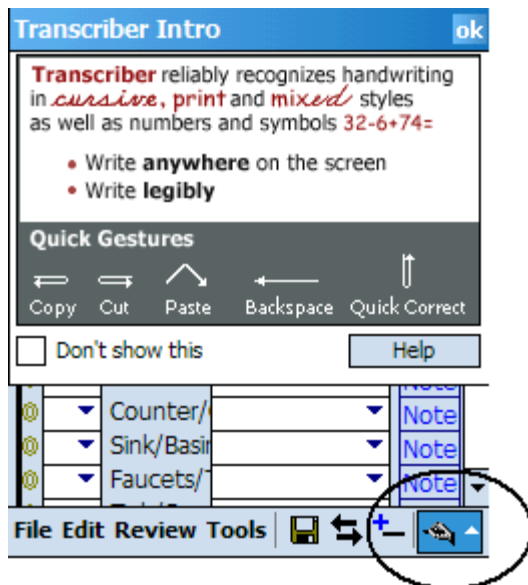 Transcriber Intro ok
Transcriber reliably recognizes handwriting
in cursive, print and mixed styles
as well as numbers and symbols 32-6+74=
• Write anywhere on the screen
• Write legibly
Quick Gestures
Copy Cut Paste Backspace Quick Correct
Don't show this Help
Note
Counter/ Note
Sink/Basin Note
Faucets/ Note
File Edit Review Tools